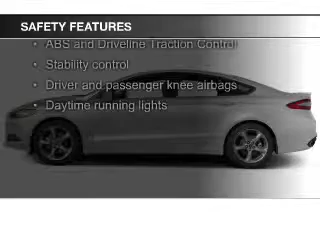 SAFETY FEATURES
• ABS and Driveline Traction Control
• Stability control
• Driver and passenger knee airbags
• Daytime running lights